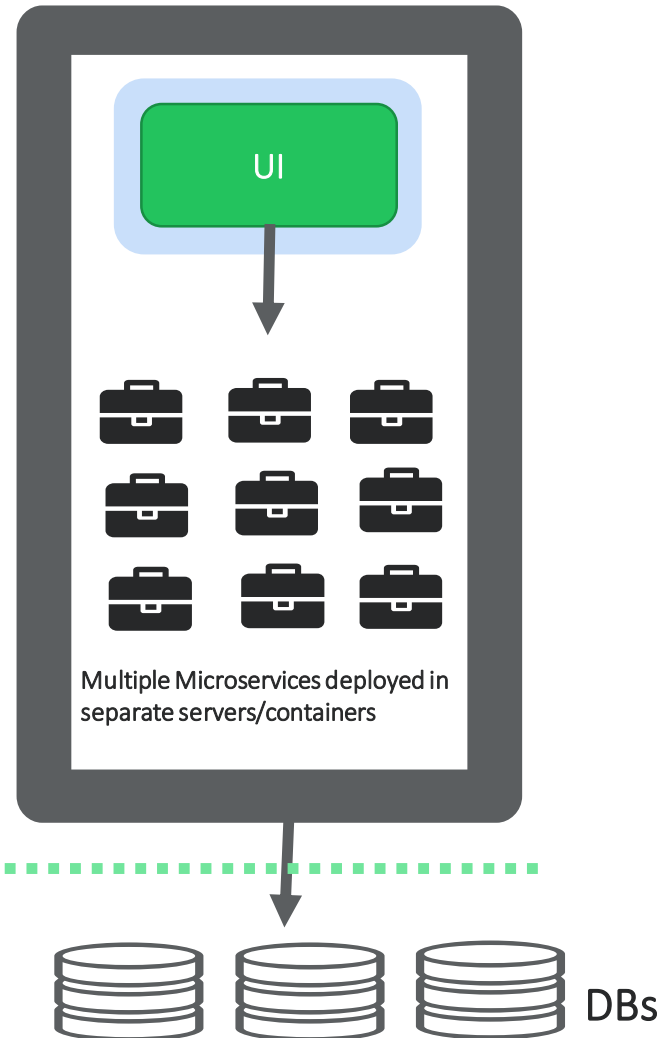 UI
Multiple Microservices deployed in
separate servers/containers
DBs